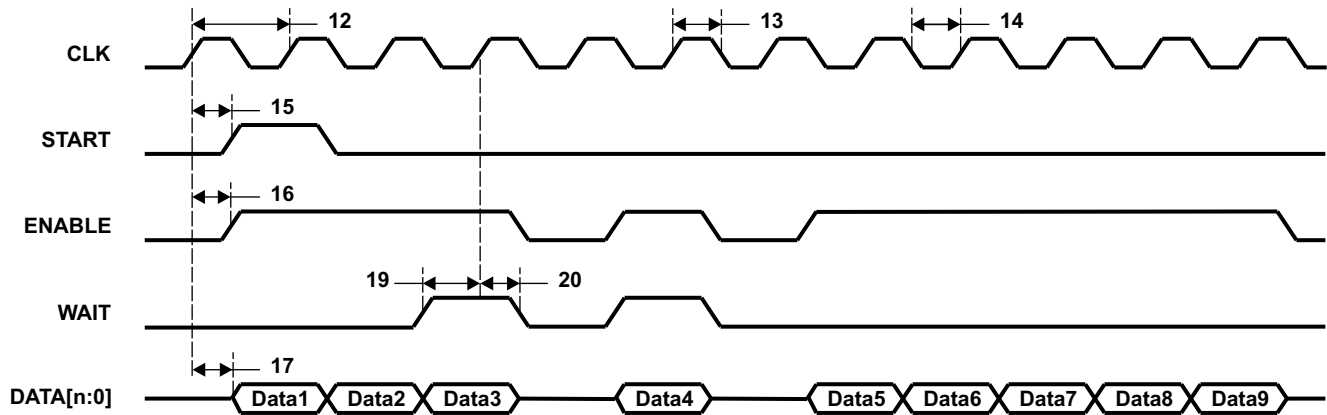 12 13 14
CLK
15
START
16
ENABLE
19 20
WAIT
17
DATA[n:0] Data1 Data2 Data3 Data4 Data5 Data6 Data7 Data8 Data9